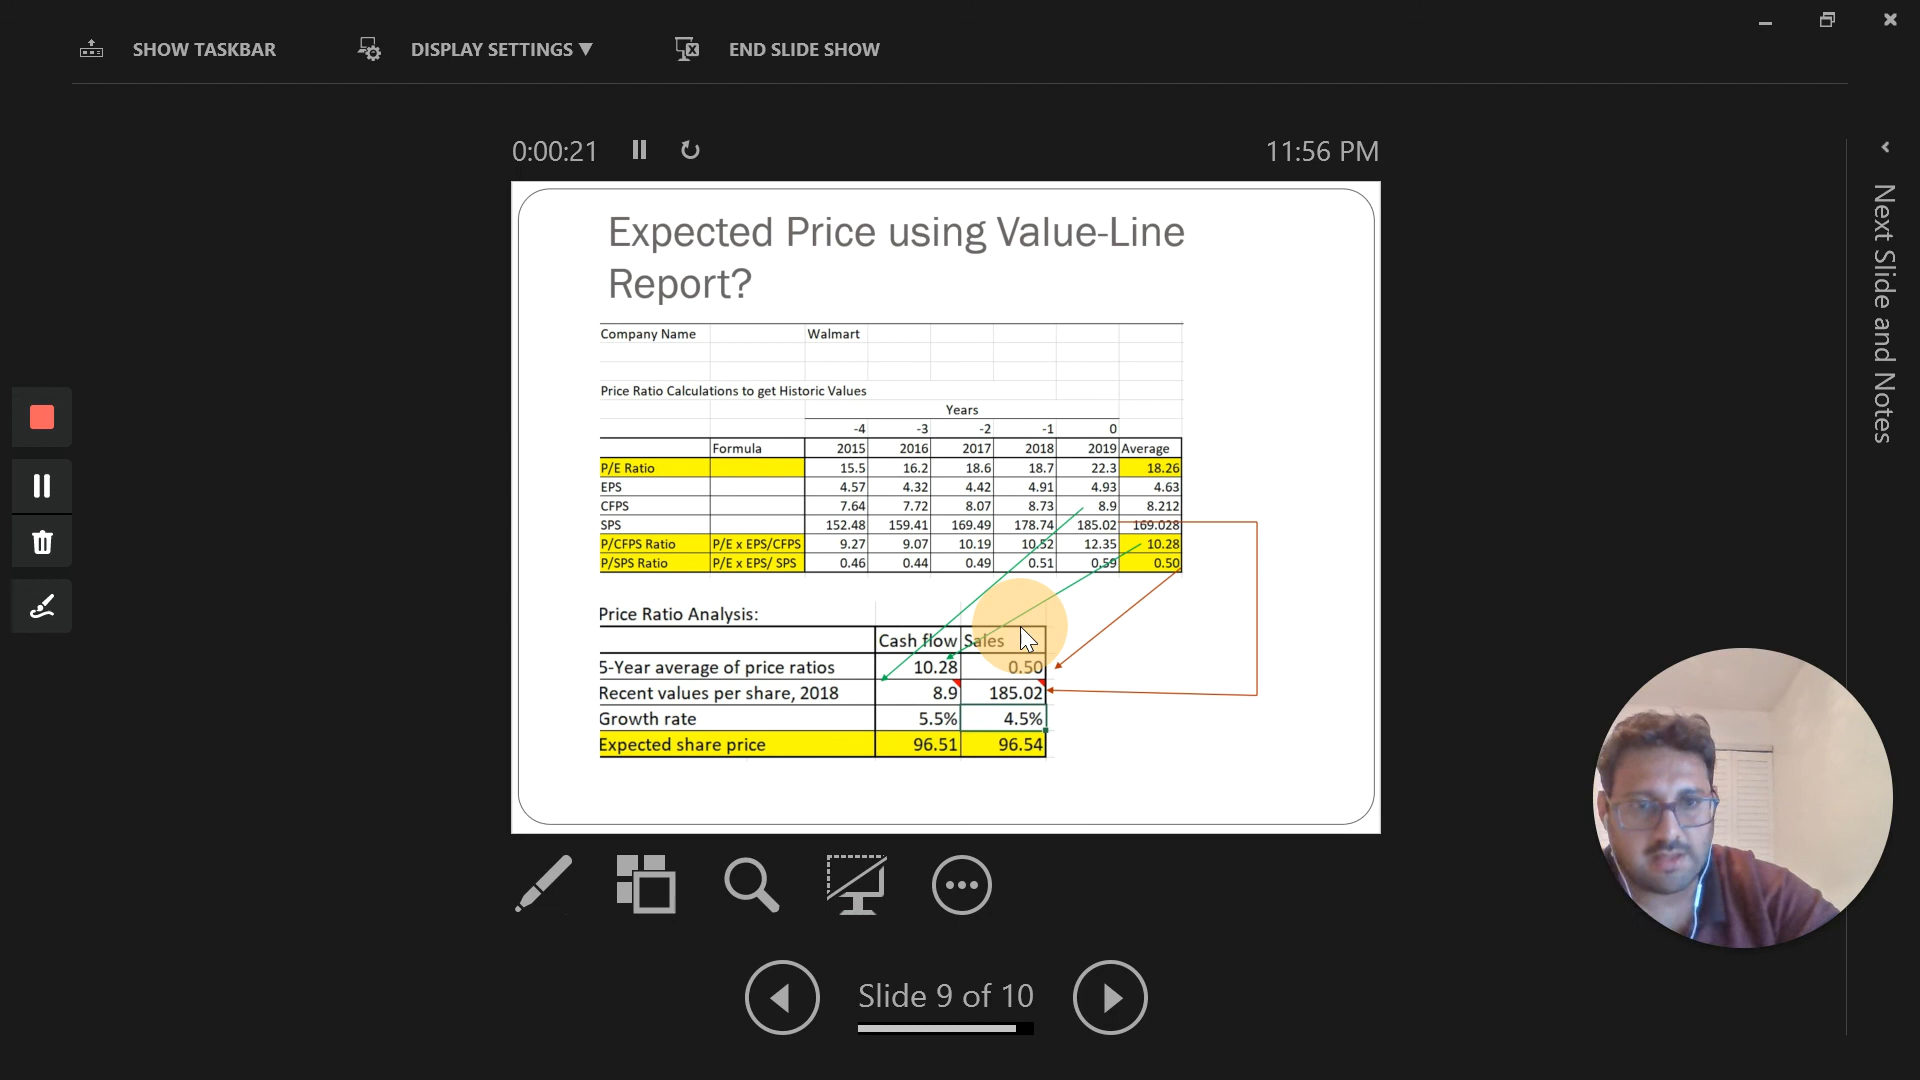 SHOW TASKBAR DISPLAY SETTINGS ▼ END SLIDE SHOW
0:00:21 11:56 PM
Expected Price using Value-Line
Report?
Company Name Walmart
Price Ratio Calculations to get Historic Values
Years
-4 -3 -2 -1 0
Formula 2015 2016 2017 2018 2019 Average
P/E Ratio 15.5 16.2 18.6 18.7 22.3 18.26
EPS 4.57 4.32 4.42 4.91 4.93 4.63
CFPS 7.64 7.72 8.07 8.73 8.9 8.212
SPS 152.48 159.41 169.49 178.74 185.02 169.028
P/CFPS Ratio P/E x EPS/CFPS 9.27 9.07 10.19 10.52 12.35 10.28
P/SPS Ratio P/E x EPS/ SPS 0.46 0.44 0.49 0.51 0.59 0.50
Price Ratio Analysis:
Cash flow Sales
5-Year average of price ratios 10.28 0.50
Recent values per share, 2018 8.9 185.02
Growth rate 5.5% 4.5%
Expected share price 96.51 96.54
Slide 9 of 10
Next Slide and Notes